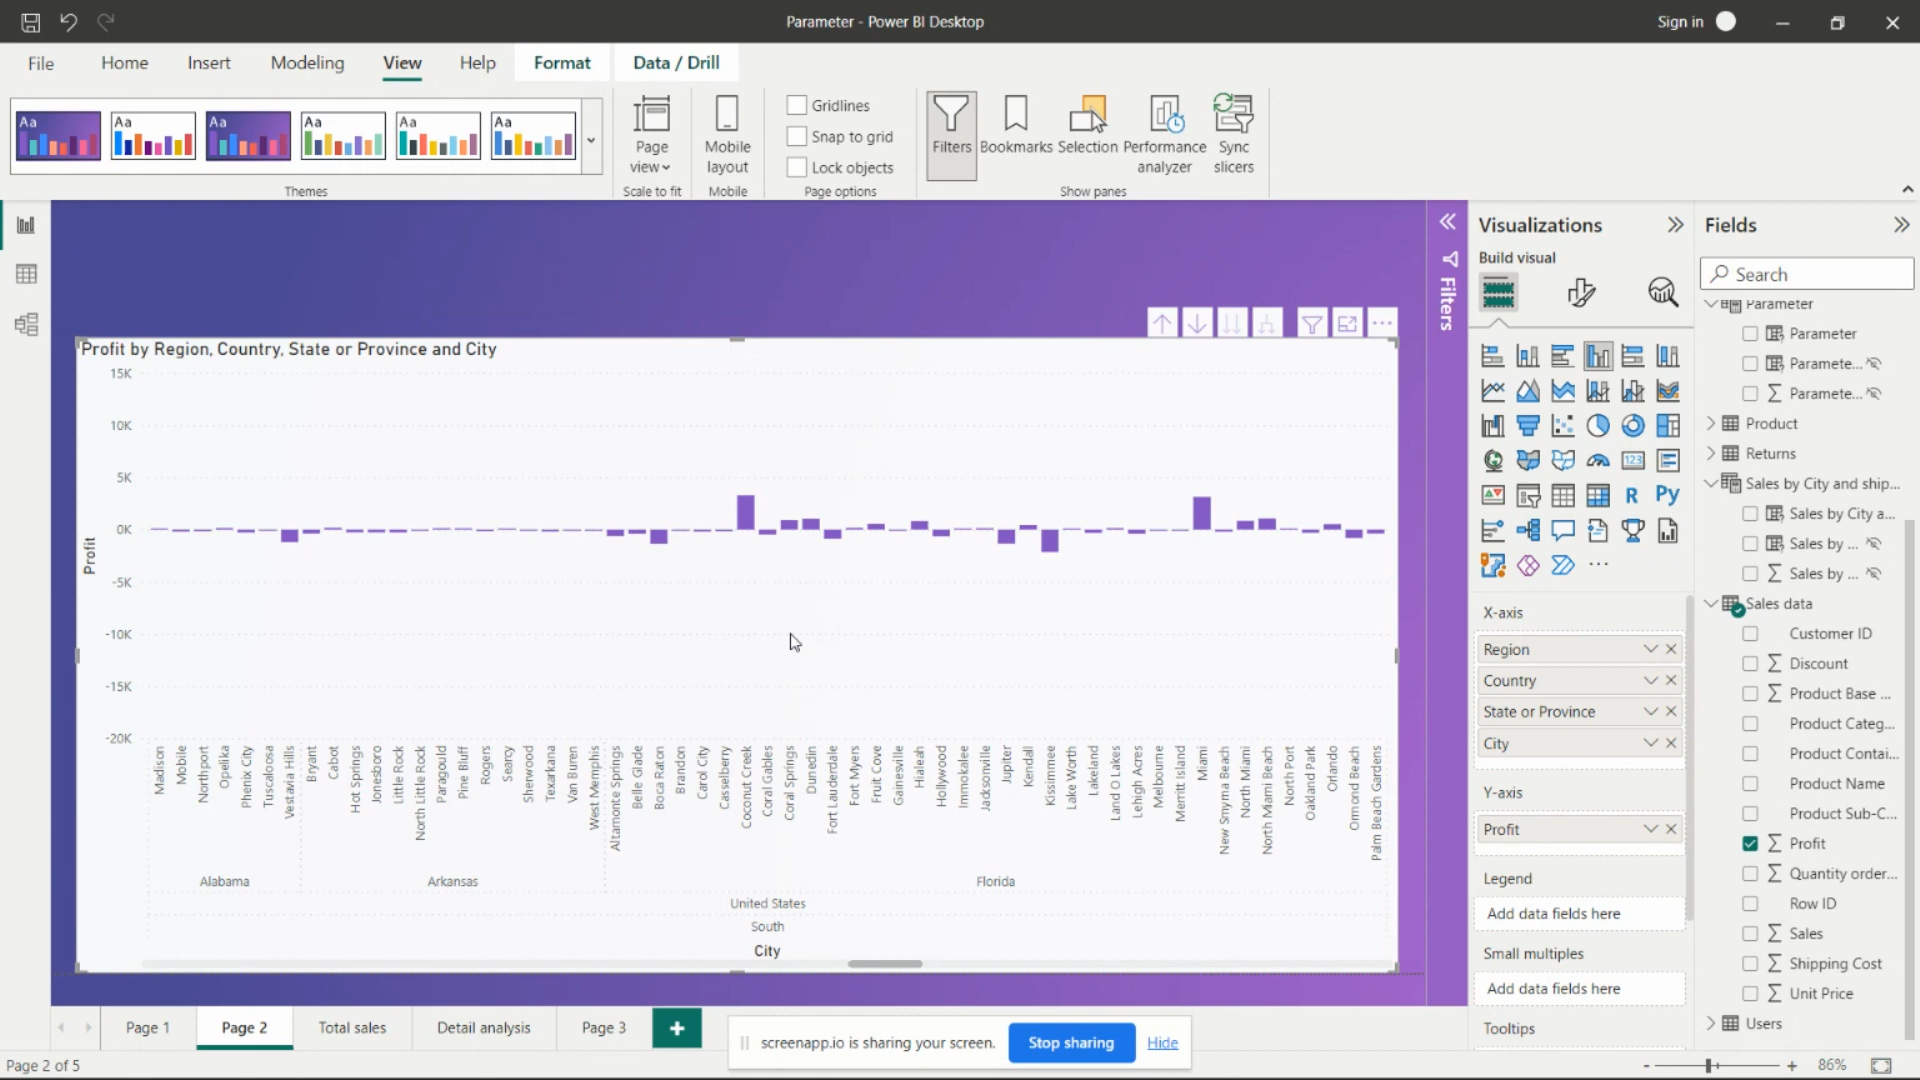 Parameter - Power BI Desktop
Sign in
File
Home
Insert
Modeling
View
Help
Format
Data / Drill
Aa
Aa
Aa
Aa
Aa
Aa
Page view
Mobile layout
Gridlines
Snap to grid
Lock objects
Filters
Bookmarks
Selection
Performance analyzer
Sync slicers
Themes
Scale to fit
Mobile
Page options
Show panes
Profit by Region, Country, State or Province and City
15K
10K
5K
0K
-5K
-10K
-15K
-20K
Profit
Madison
Mobile
Northport
Opelika
Phenix City
Tuscaloosa
Vestavia Hills
Bryant
Cabot
Hot Springs
Jonesboro
Little Rock
North Little Rock
Paragould
Pine Bluff
Rogers
Searcy
Sherwood
Texarkana
Van Buren
West Memphis
Altamonte Springs
Belle Glade
Boca Raton
Brandon
Carol City
Casselberry
Coconut Creek
Coral Gables
Coral Springs
Dunedin
Fort Lauderdale
Fort Myers
Fruit Cove
Gainesville
Hialeah
Hollywood
Immokalee
Jacksonville
Jupiter
Kendall
Kissimmee
Lake Worth
Lakeland
Land O Lakes
Lehigh Acres
Melbourne
Merritt Island
Miami
New Smyrna Beach
North Miami
North Miami Beach
North Port
Oakland Park
Orlando
Ormond Beach
Palm Beach Gardens
Alabama
Arkansas
Florida
United States
South
City
Filters
Visualizations
Build visual
123
R
Py
X-axis
Region
Country
State or Province
City
Y-axis
Profit
Legend
Add data fields here
Small multiples
Add data fields here
Tooltips
Fields
Search
Parameter
Parameter
Paramete...
Paramete...
Product
Returns
Sales by City and ship...
Sales by City a...
Sales by ...
Sales by ...
Sales data
Customer ID
Discount
Product Base ...
Product Categ...
Product Contai...
Product Name
Product Sub-C...
Profit
Quantity order...
Row ID
Sales
Shipping Cost
Unit Price
Users
Page 1
Page 2
Total sales
Detail analysis
Page 3
screenapp.io is sharing your screen.
Stop sharing
Hide
Page 2 of 5
86%